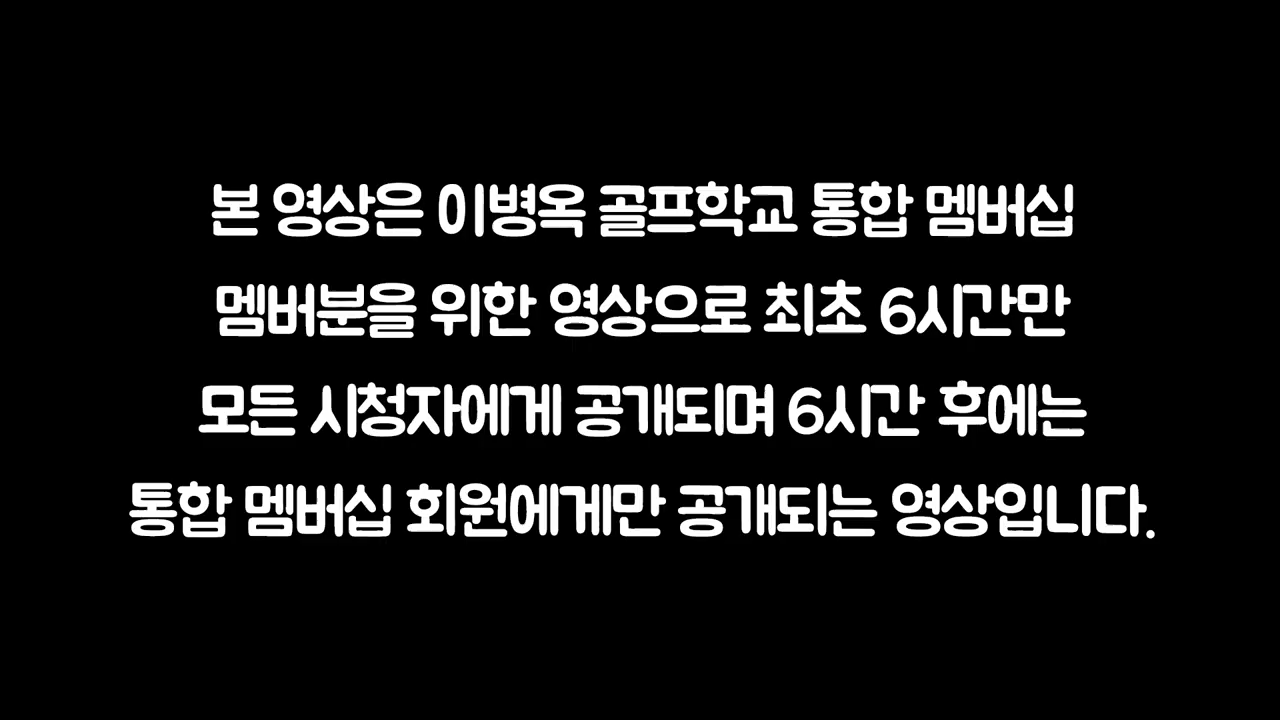 본 영상은 이병옥 골프학교 통합 멤버십
멤버분을 위한 영상으로 최초 6시간만
모든 시청자에게 공개되며 6시간 후에는
통합 멤버십 회원에게만 공개되는 영상입니다.